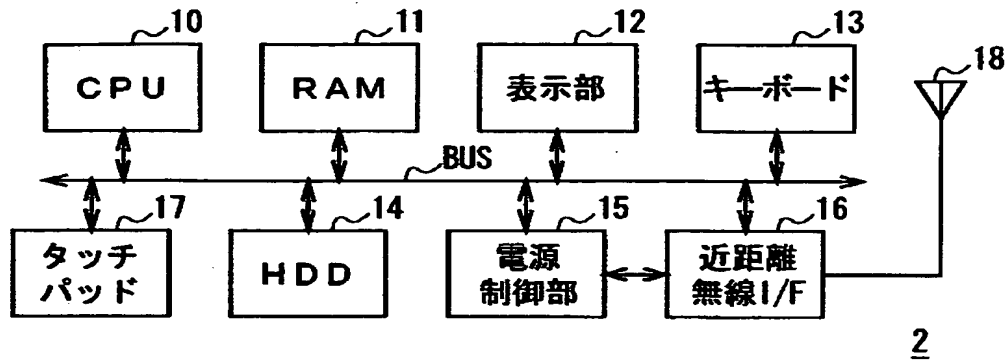 10
11
12
13
18
CPU
RAM
表示部
キーボード
BUS
17
14
15
16
タッチ
パッド
HDD
電源
制御部
近距離
無線I/F
2